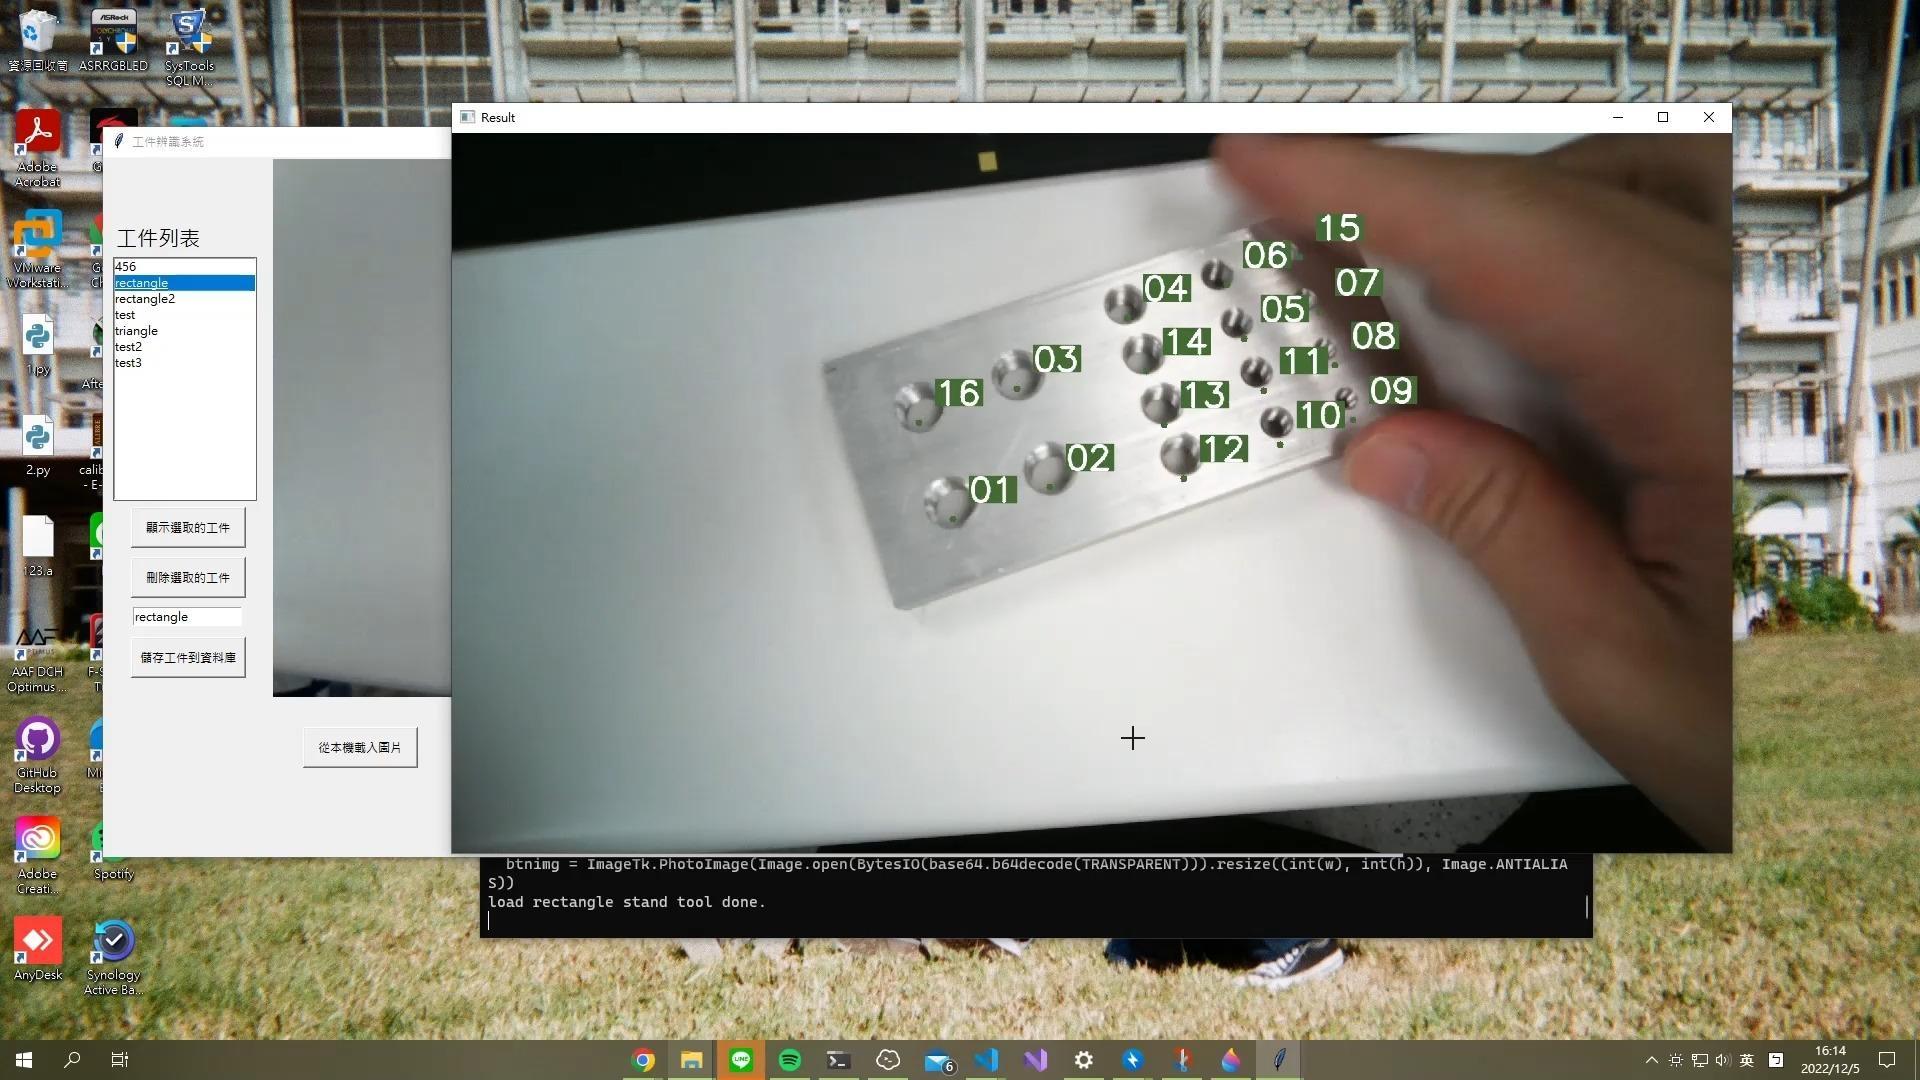 資源回收筒
ASRRGBLED
SysTools
SQL M...
Adobe
Acrobat
VMware
Workstati...
1.py
2.py
123.a
AAF DCH
Optimus ...
GitHub
Desktop
Adobe
Creati...
Spotify
AnyDesk
Synology
Active Ba...
工件辨識系統
工件列表
456
rectangle
rectangle2
test
triangle
test2
test3
顯示選取的工件
刪除選取的工件
rectangle
儲存工件到資料庫
從本機載入圖片
Result
15
06
07
04
05
08
14
03
11
09
16
13
10
12
02
01
btnimg = ImageTk.PhotoImage(Image.open(BytesIO(base64.b64decode(TRANSPARENT))).resize((int(w), int(h)), Image.ANTIALIA
S))
load rectangle stand tool done.
6
英
16:14
2022/12/5